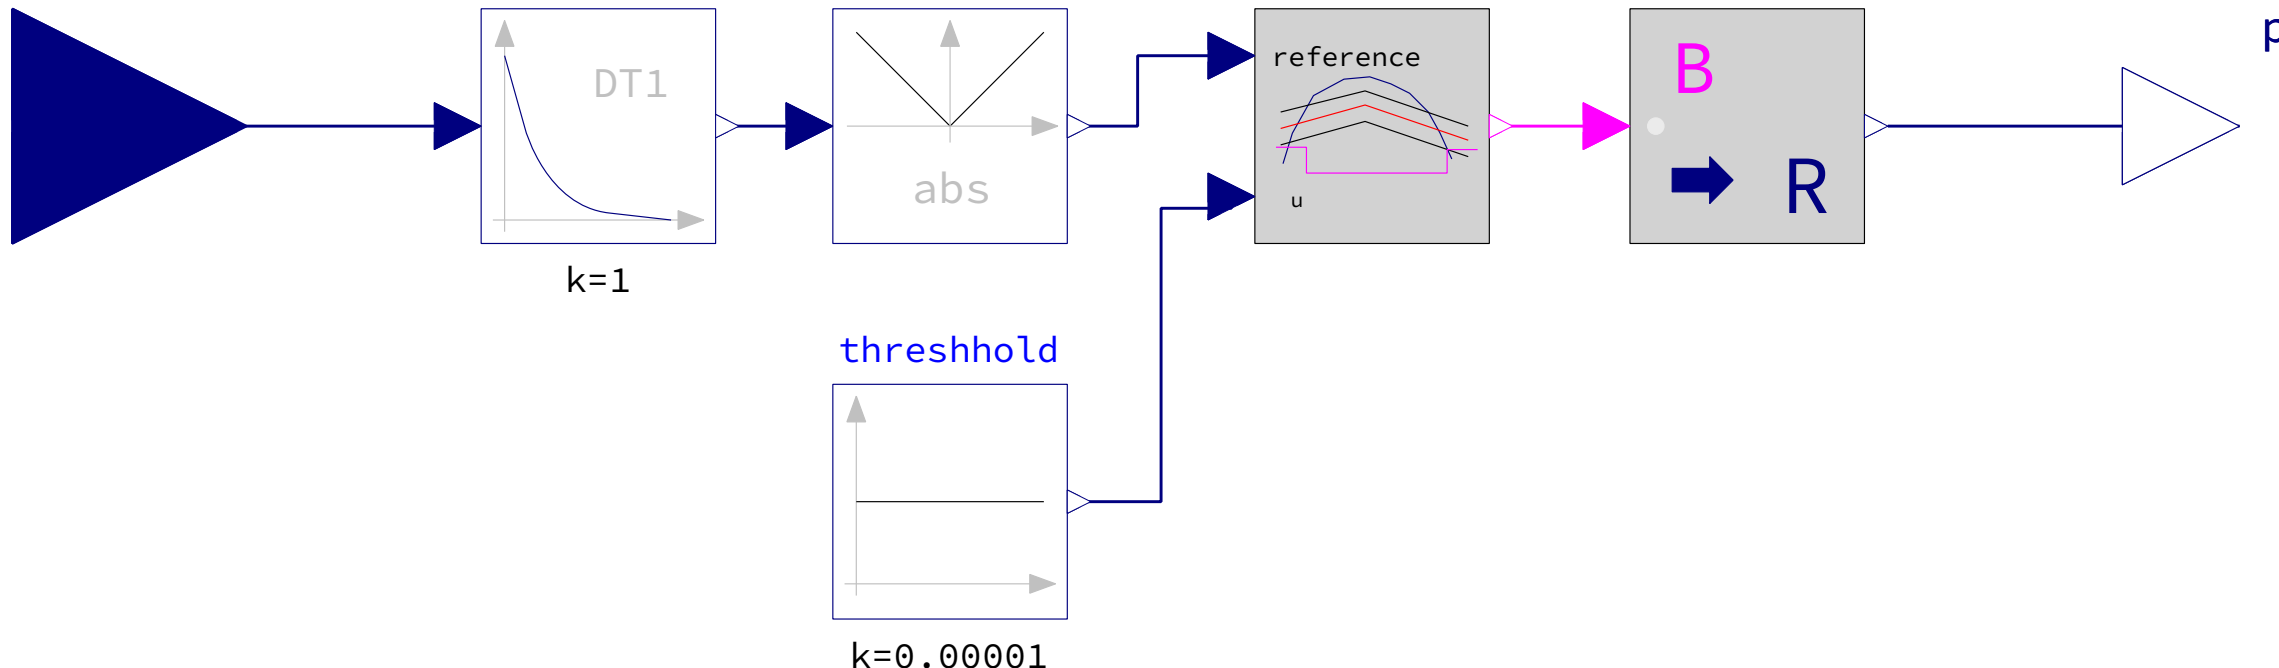 p
DT1
abs
reference
u
B
R
k=1
threshhold
k=0.00001